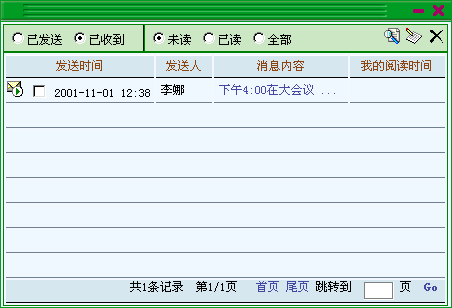 已发送 已收到 未读 已读 全部
发送时间 发送人 消息内容 我的阅读时间
2001-11-01 12:38 李娜 下午4:00在大会议 ...
共1条记录 第1/1页 首页 尾页 跳转到 页 Go